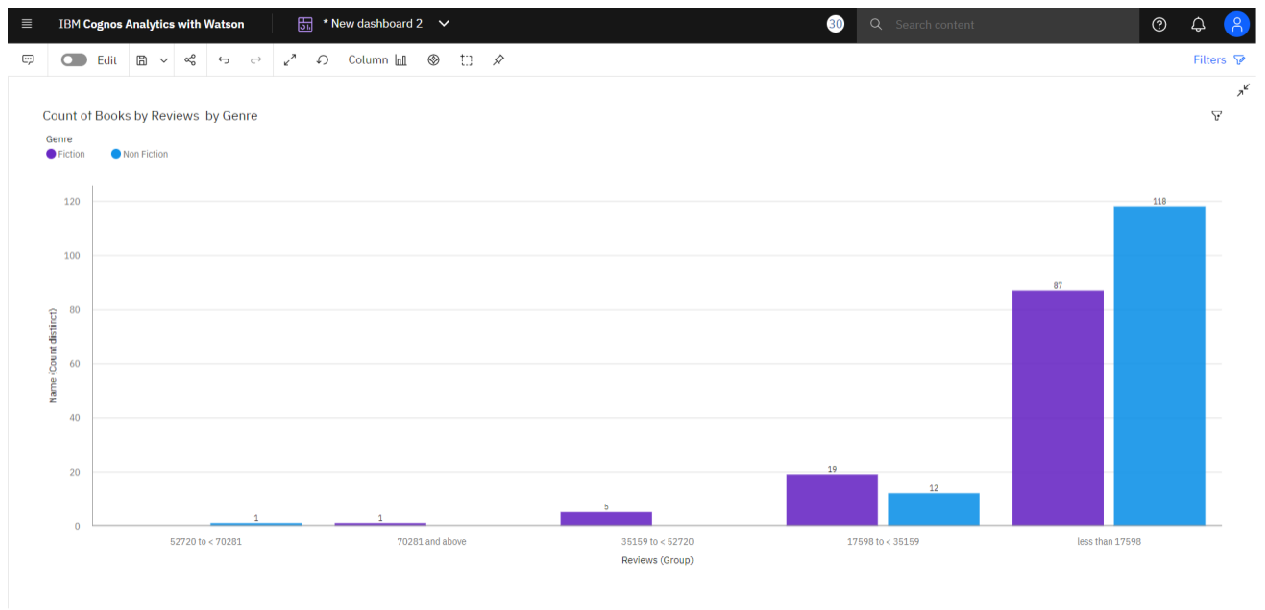 IBM Cognos Analytics with Watson
* New dashboard 2
30
Search content
Edit
Column
Filters
Count of Books by Reviews by Genre
Genre
Fiction
Non Fiction
120
100
80
60
40
20
0
Name (Count distinct)
1
1
5
19
12
87
118
52720 to < 70281
70281 and above
35159 to < 52720
17598 to < 35159
less than 17598
Reviews (Group)